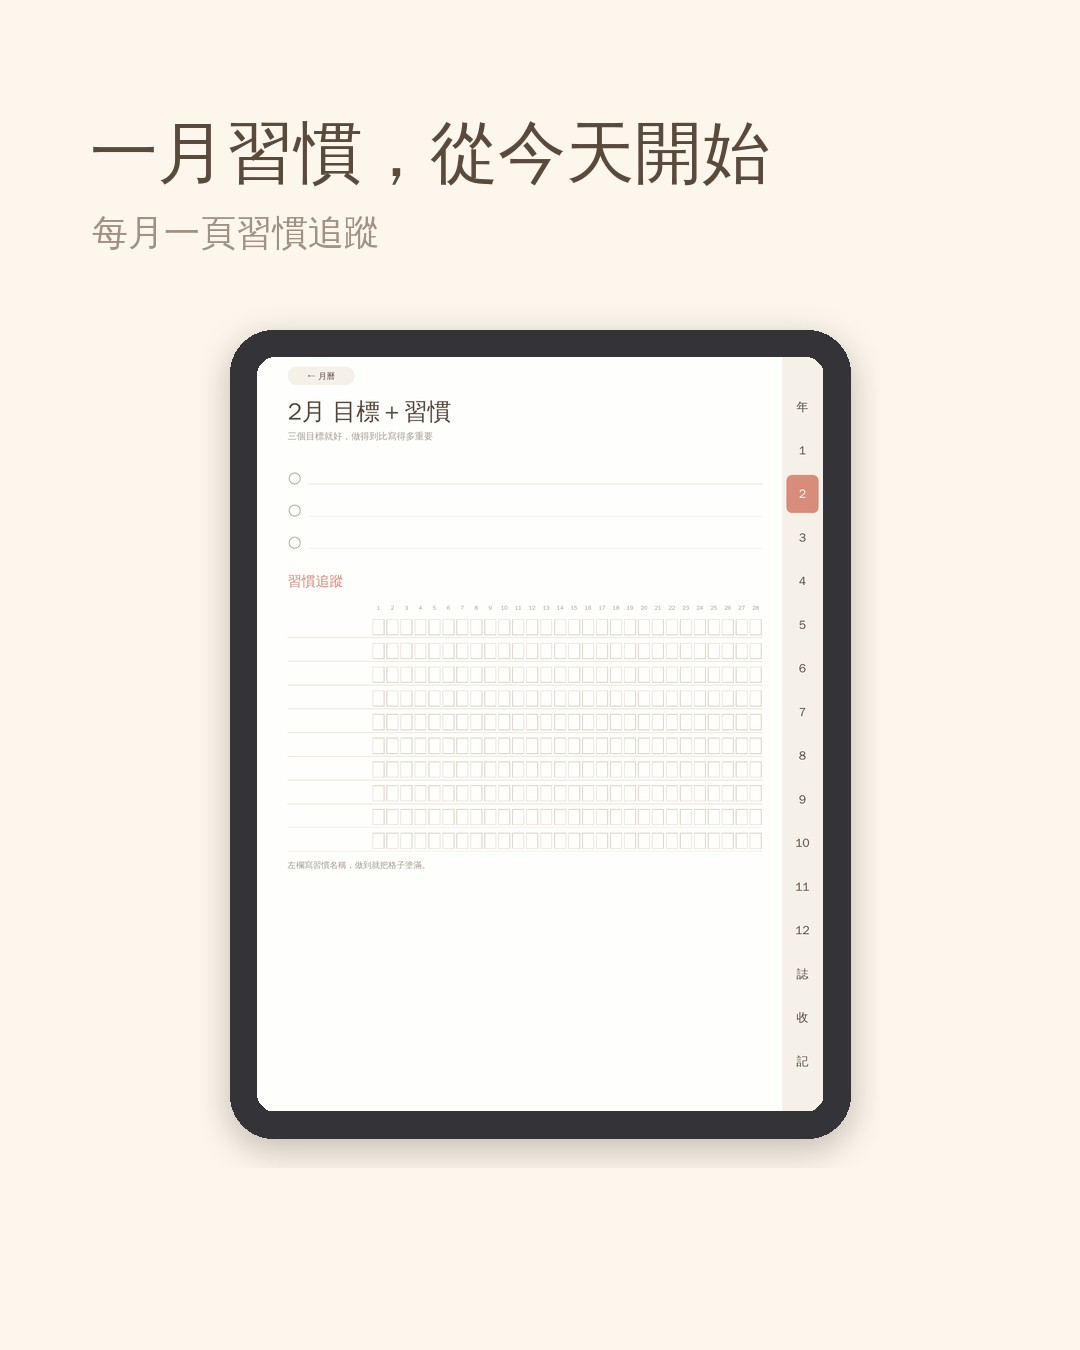 一月習慣，從今天開始
每月一頁習慣追蹤
← 月曆
2月 目標＋習慣
三個目標就好，做得到比寫得多重要
習慣追蹤
1 2 3 4 5 6 7 8 9 10 11 12 13 14 15 16 17 18 19 20 21 22 23 24 25 26 27 28
左欄寫習慣名稱，做到就把格子塗滿。
年
1
2
3
4
5
6
7
8
9
10
11
12
誌
收
記